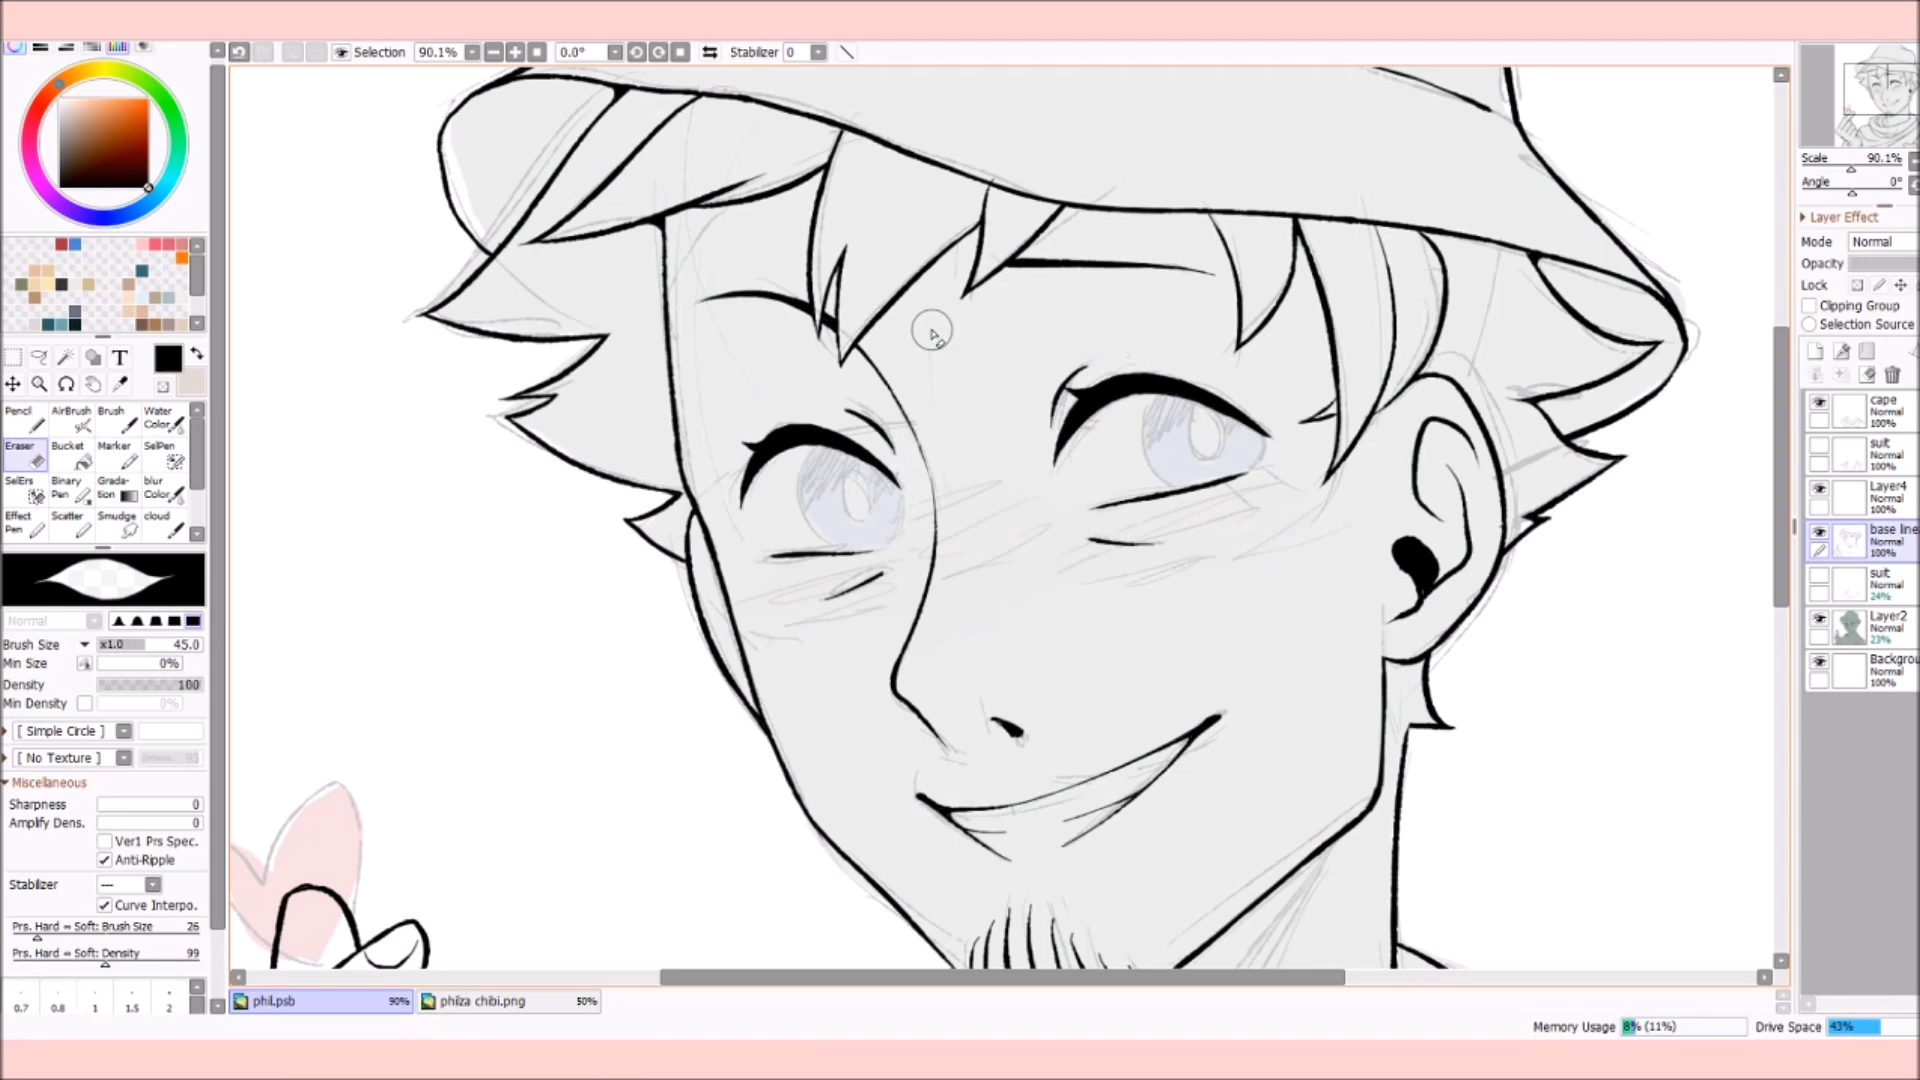 Selection 90.1% 0.0° Stabilizer 0
Scale 90.1%
Angle 0°
Layer Effect
Mode Normal
Opacity
Lock
Clipping Group
Selection Source
T
Pencil AirBrush Brush Water Color
Eraser Bucket Marker SelPen
SelErs Binary Pen Grada-tion blur Color
Effect Pen Scatter Smudge cloud
Normal
Brush Size x1.0 45.0
Min Size 0%
Density 100
Min Density 0%
[ Simple Circle ]
[ No Texture ]
Miscellaneous
Sharpness 0
Amplify Dens. 0
Ver1 Prs Spec.
Anti-Ripple
Stabilizer ---
Curve Interpo.
Prs. Hard ⇔ Soft: Brush Size 26
Prs. Hard ⇔ Soft: Density 99
0.7 0.8 1 1.5 2
cape
Normal
100%
suit
Normal
100%
Layer4
Normal
100%
base line
Normal
100%
suit
Normal
24%
Layer2
Normal
23%
Backgrou
Normal
100%
phil.psb 90% philza chibi.png 50%
Memory Usage 8% (11%) Drive Space 43%